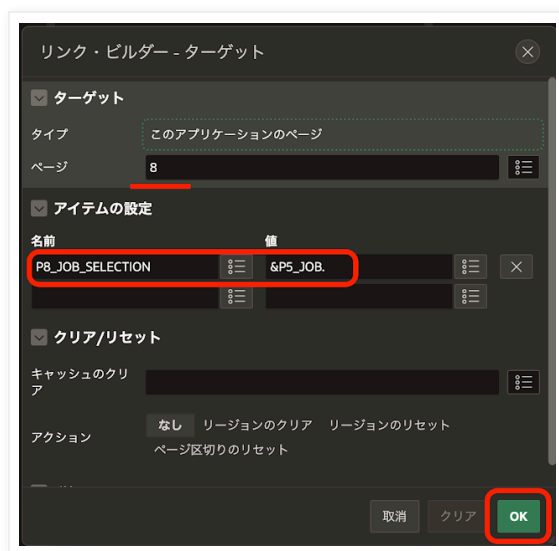 リンク・ビルダー - ターゲット
ターゲット
タイプ このアプリケーションのページ
ページ 8
アイテムの設定
名前 値
P8_JOB_SELECTION &P5_JOB.
クリア/リセット
キャッシュのクリ
ア
なし リージョンのクリア リージョンのリセット
アクション
ページ区切りのリセット
取消 クリア OK